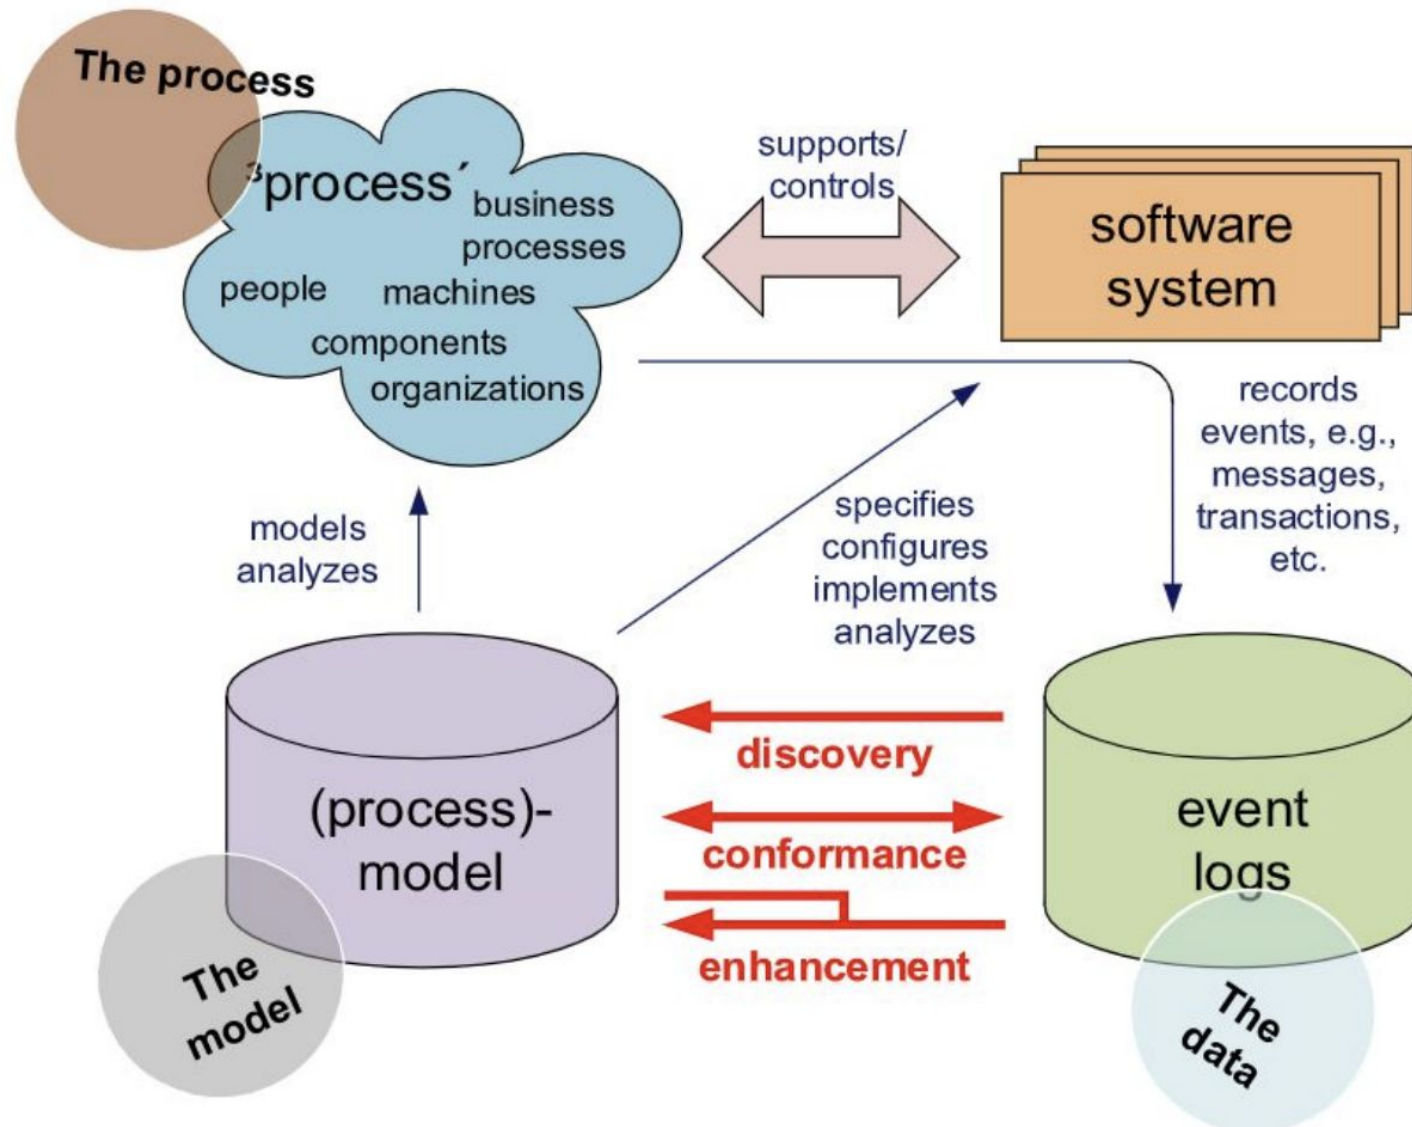 The process
³process´
business
processes
people
machines
components
organizations
supports/
controls
software
system
records
events, e.g.,
messages,
transactions,
etc.
models
analyzes
specifies
configures
implements
analyzes
discovery
(process)-
model
conformance
event
logs
enhancement
The
model
The
data